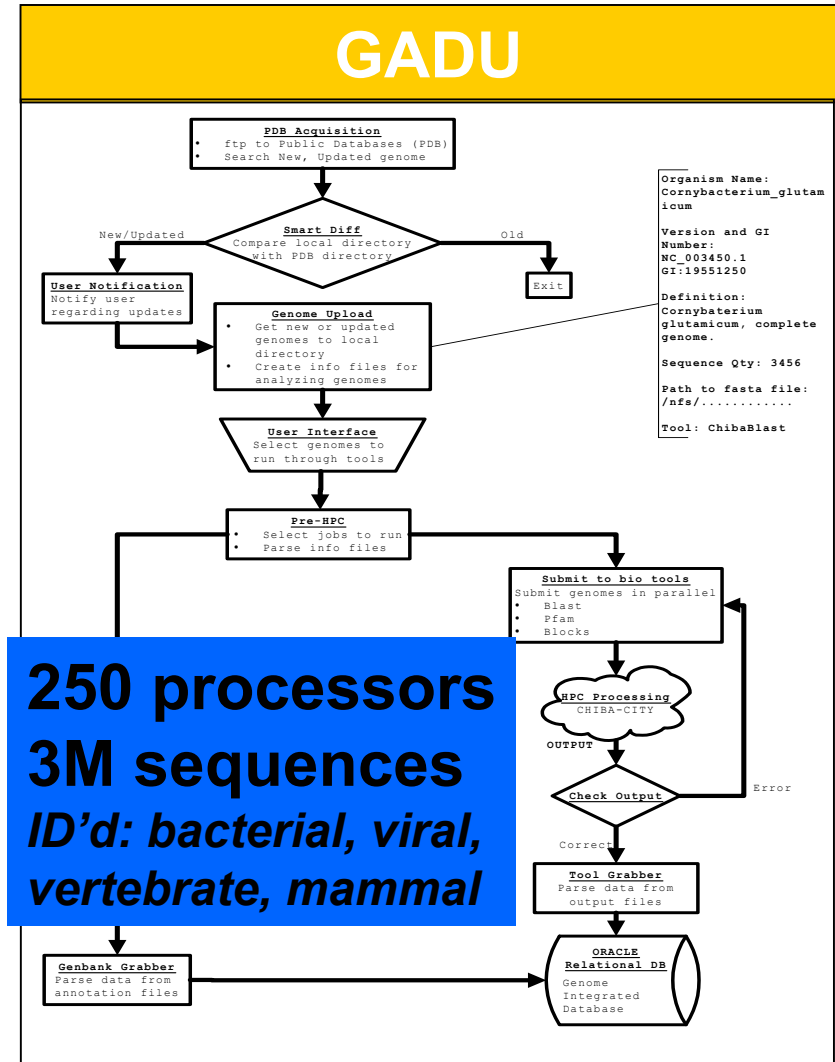 GADU
PDB Acquisition
• ftp to Public Databases (PDB)
• Search New, Updated genome
Smart Diff
Compare local directory
with PDB directory
New/Updated
Old
Exit
User Notification
Notify user
regarding updates
Genome Upload
• Get new or updated
genomes to local
directory
• Create info files for
analyzing genomes
Organism Name:
Cornybacterium_glutam
icum
Version and GI
Number:
NC_003450.1
GI:19551250
Definition:
Cornybaterium
glutamicum, complete
genome.
Sequence Qty: 3456
Path to fasta file:
/nfs/............
Tool: ChibaBlast
User Interface
Select genomes to
run through tools
Pre-HPC
• Select jobs to run
• Parse info files
Submit to bio tools
Submit genomes in parallel
• Blast
• Pfam
• Blocks
HPC Processing
CHIBA-CITY
OUTPUT
Check Output
Error
Correct
250 processors
3M sequences
ID'd: bacterial, viral,
vertebrate, mammal
Tool Grabber
Parse data from
output files
Genbank Grabber
Parse data from
annotation files
ORACLE
Relational DB
Genome
Integrated
Database